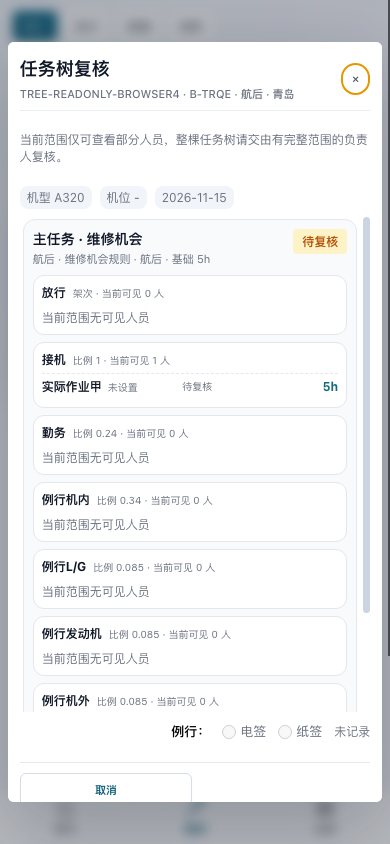 任务树复核
×
TREE-READONLY-BROWSER4 · B-TRQE · 航后 · 青岛
当前范围仅可查看部分人员，整棵任务树请交由有完整范围的负责
人复核。
机型 A320 机位 - 2026-11-15
主任务 · 维修机会 待复核
航后 · 维修机会规则 · 航后 · 基础 5h
放行 架次 · 当前可见 0 人
当前范围无可见人员
接机 比例 1 · 当前可见 1 人
实际作业甲 未设置 待复核 5h
勤务 比例 0.24 · 当前可见 0 人
当前范围无可见人员
例行机内 比例 0.34 · 当前可见 0 人
当前范围无可见人员
例行L/G 比例 0.085 · 当前可见 0 人
当前范围无可见人员
例行发动机 比例 0.085 · 当前可见 0 人
当前范围无可见人员
例行机外 比例 0.085 · 当前可见 0 人
例行： 电签 纸签 未记录
取消